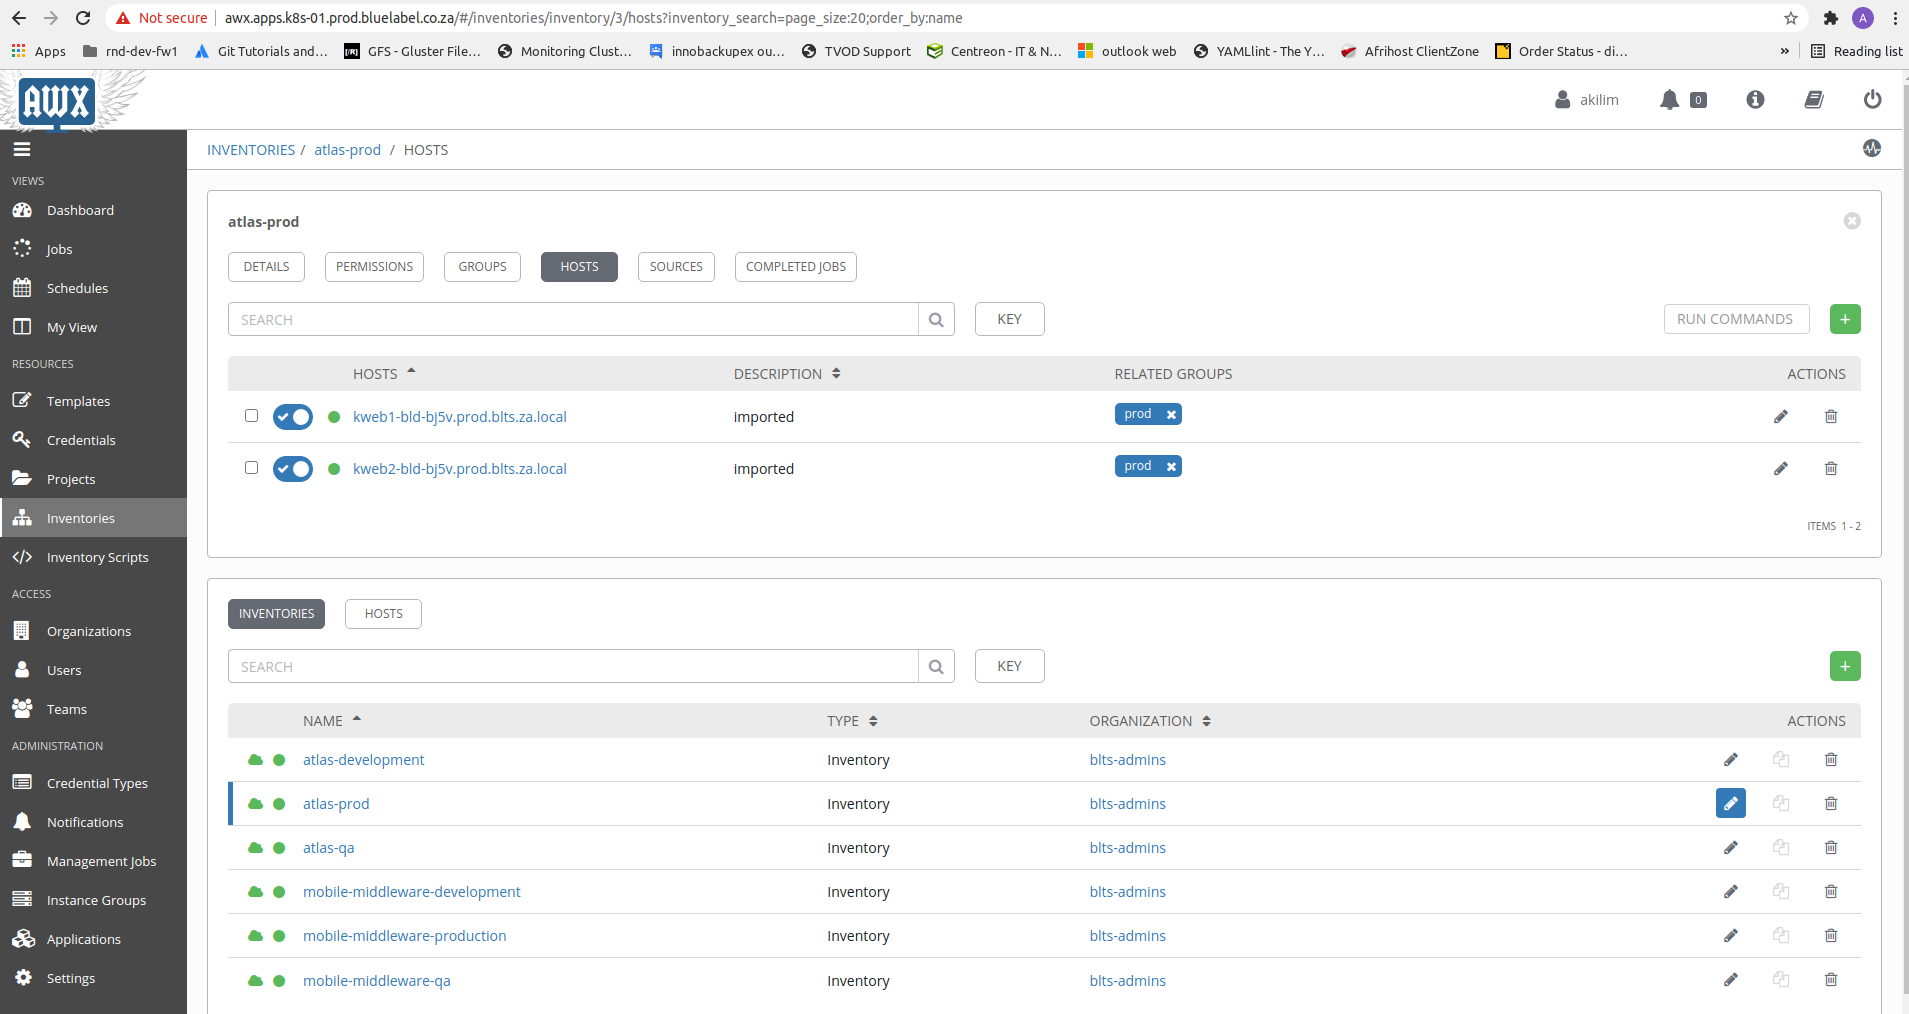 Not secure awx.apps.k8s-01.prod.bluelabel.co.za/#/inventories/inventory/3/hosts?inventory_search=page_size:20;order_by:name A
Apps rnd-dev-fw1 Git Tutorials and... GFS - Gluster File... Monitoring Clust... innobackupex ou... TVOD Support Centreon - IT & N... outlook web YAMLlint - The Y... Afrihost ClientZone Order Status - di... » Reading list
AWX
akilim 0
INVENTORIES / atlas-prod / HOSTS
VIEWS
Dashboard
Jobs
Schedules
My View
RESOURCES
Templates
Credentials
Projects
Inventories
Inventory Scripts
ACCESS
Organizations
Users
Teams
ADMINISTRATION
Credential Types
Notifications
Management Jobs
Instance Groups
Applications
Settings
atlas-prod
DETAILS PERMISSIONS GROUPS HOSTS SOURCES COMPLETED JOBS
SEARCH KEY RUN COMMANDS +
HOSTS DESCRIPTION RELATED GROUPS ACTIONS
kweb1-bld-bj5v.prod.blts.za.local imported prod
kweb2-bld-bj5v.prod.blts.za.local imported prod
ITEMS 1 - 2
INVENTORIES HOSTS
SEARCH KEY +
NAME TYPE ORGANIZATION ACTIONS
atlas-development Inventory blts-admins
atlas-prod Inventory blts-admins
atlas-qa Inventory blts-admins
mobile-middleware-development Inventory blts-admins
mobile-middleware-production Inventory blts-admins
mobile-middleware-qa Inventory blts-admins